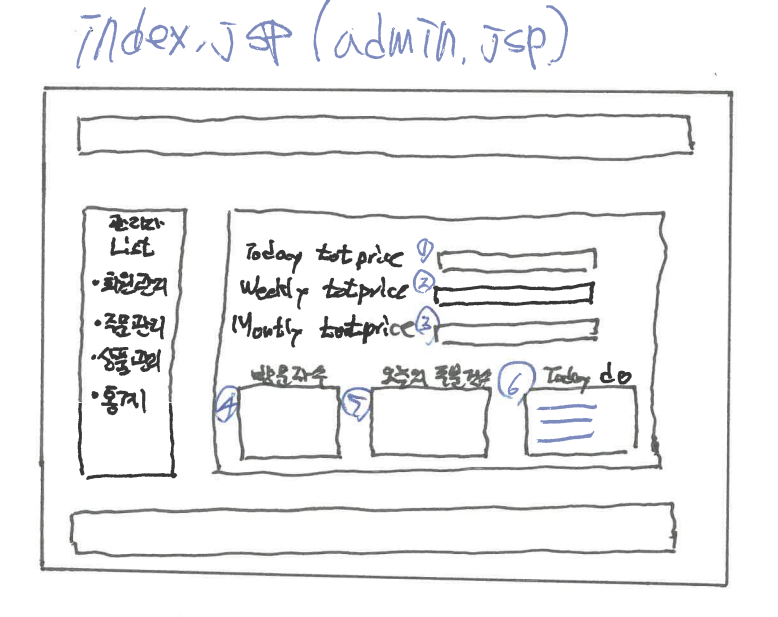 index.jsp (admin.jsp)
관리자
List
·회원관리
·주문관리
·상품관리
·통계
Today totprice ①
Weekly totprice ②
Montly totprice ③
방문자수
오늘의 주문건수
Today do
④
⑤
⑥